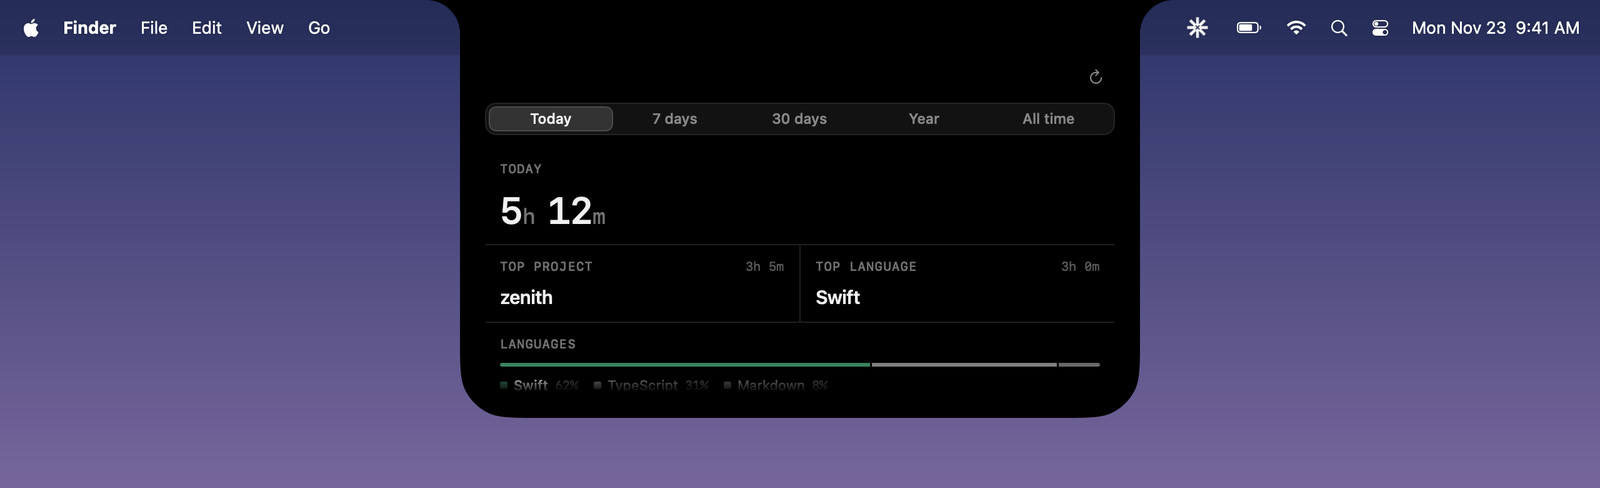 Finder File Edit View Go Mon Nov 23 9:41 AM
Today 7 days 30 days Year All time
TODAY
5h 12m
TOP PROJECT 3h 5m TOP LANGUAGE 3h 0m
zenith Swift
LANGUAGES
Swift 62% TypeScript 31% Markdown 8%